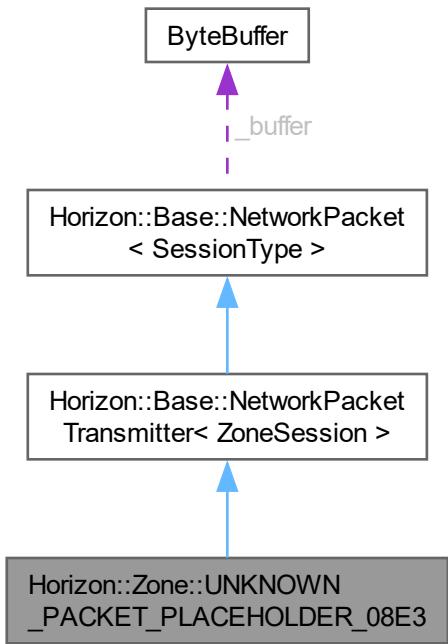 ByteBuffer
_buffer
Horizon::Base::NetworkPacket
< SessionType >
Horizon::Base::NetworkPacket
Transmitter< ZoneSession >
Horizon::Zone::UNKNOWN
_PACKET_PLACEHOLDER_08E3